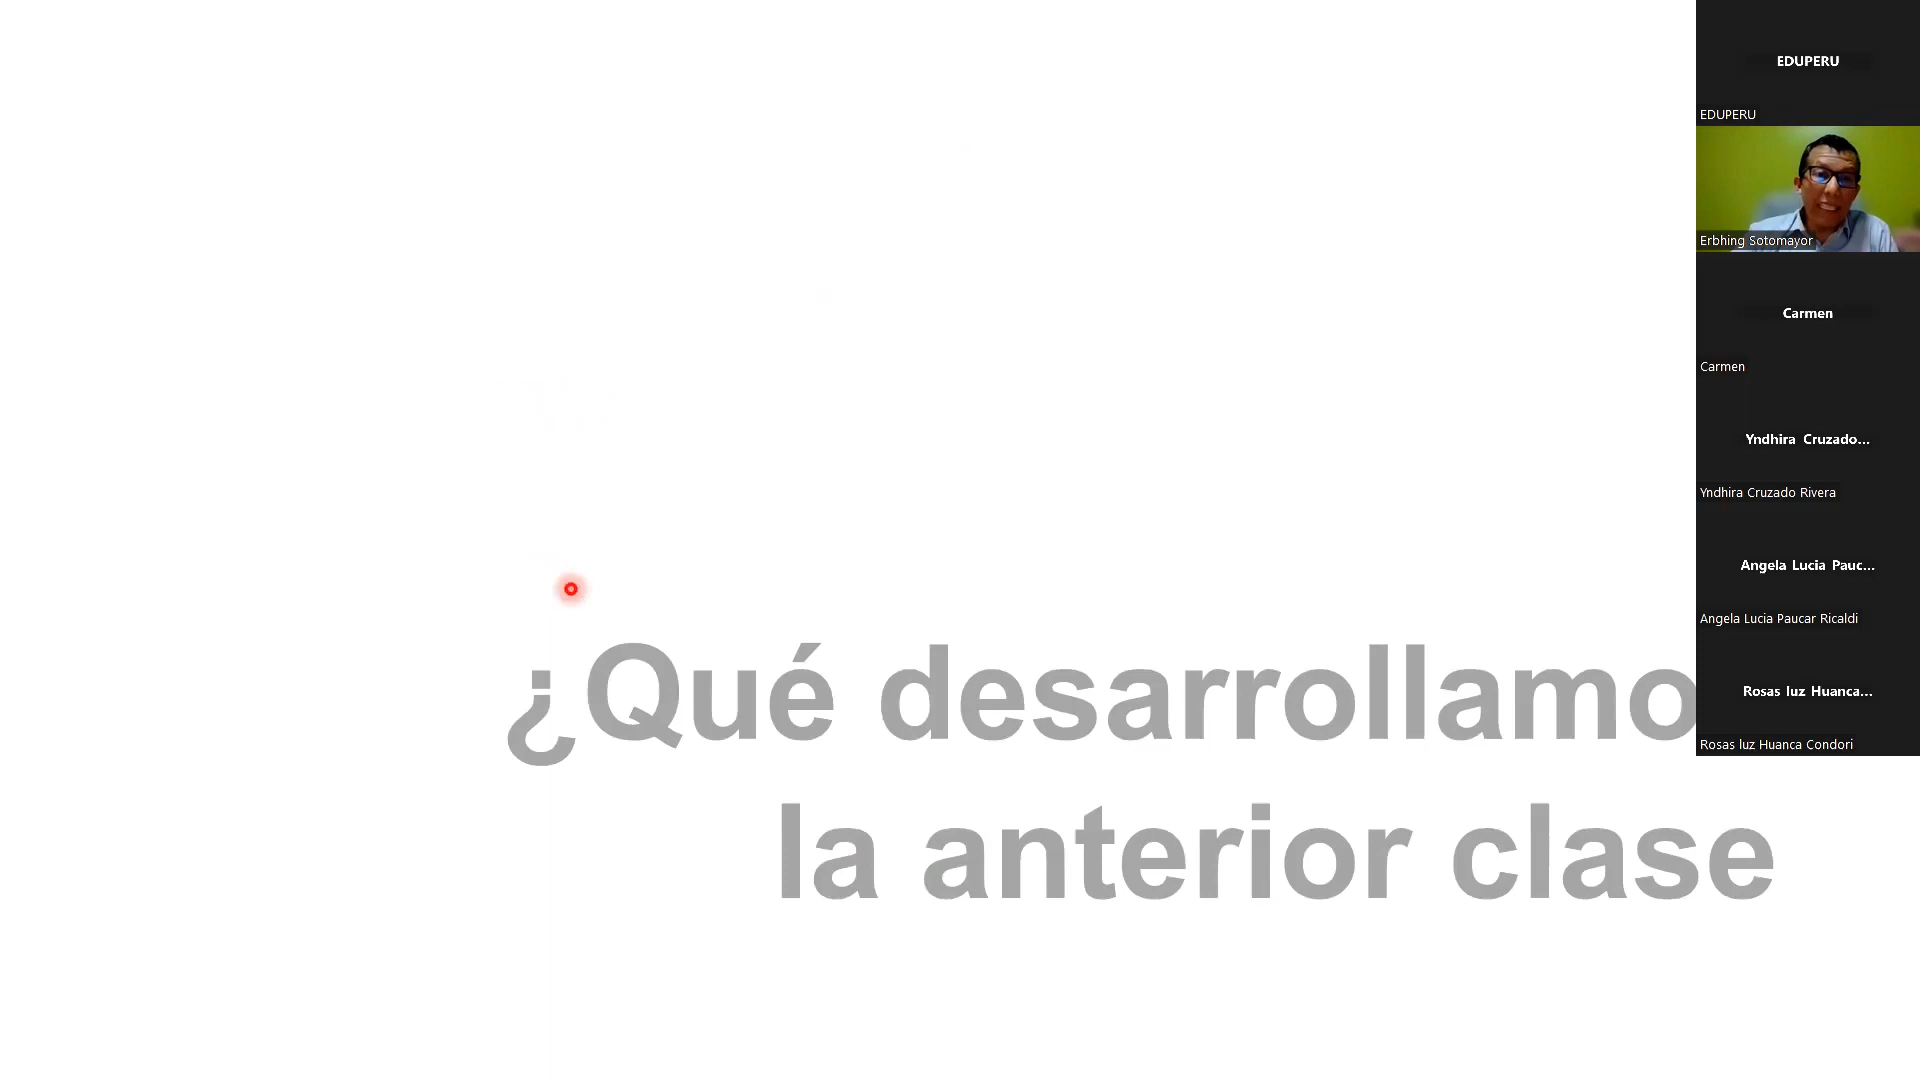 EDUPERU
EDUPERU
Erbhing Sotomayor
Carmen
Carmen
Yndhira Cruzado...
Yndhira Cruzado Rivera
Angela Lucia Pauc...
Angela Lucia Paucar Ricaldi
Rosas luz Huanca...
Rosas luz Huanca Condori
¿Qué desarrollamo
la anterior clase